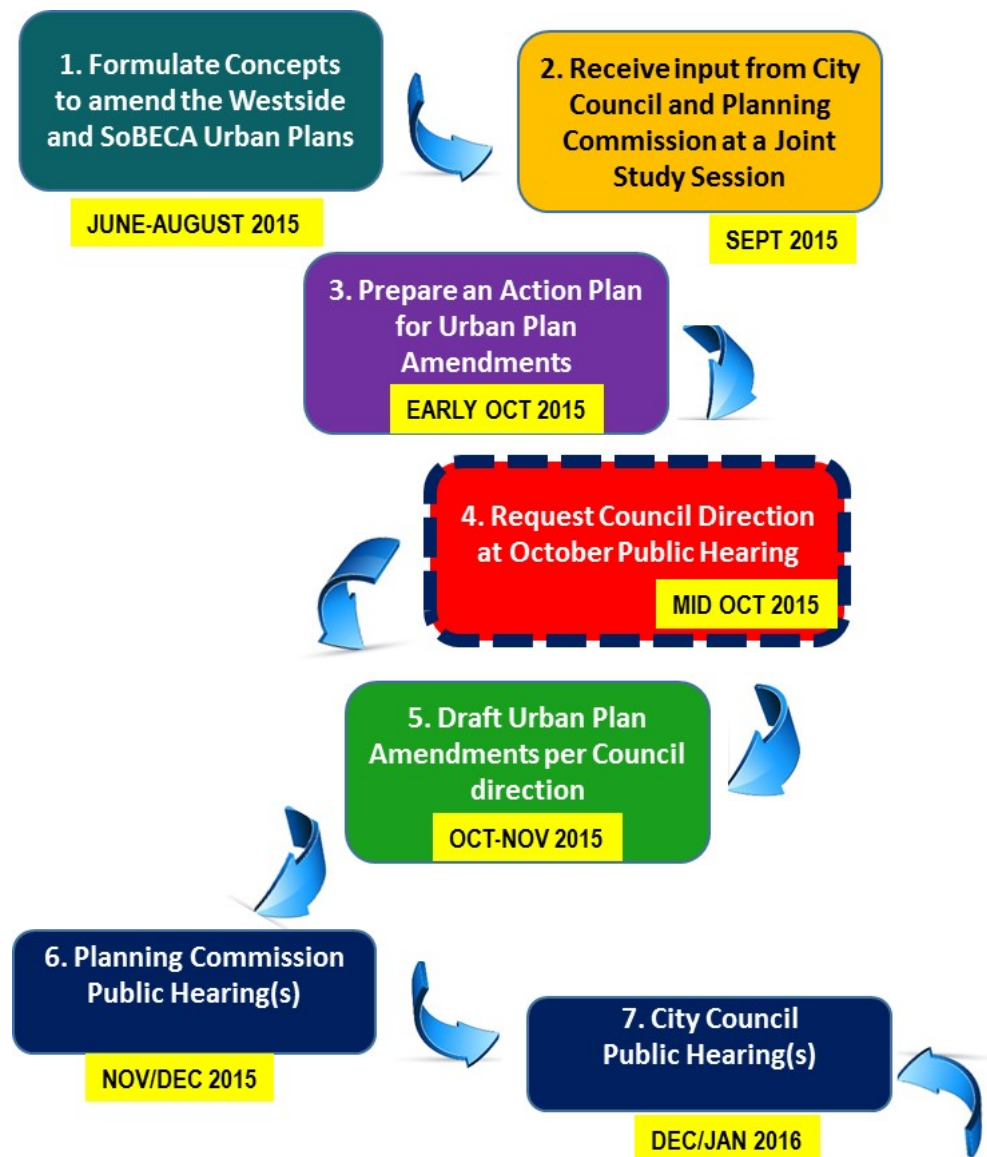 1. Formulate Concepts
to amend the Westside
and SoBECA Urban Plans
JUNE-AUGUST 2015
2. Receive input from City
Council and Planning
Commission at a Joint
Study Session
SEPT 2015
3. Prepare an Action Plan
for Urban Plan
Amendments
EARLY OCT 2015
4. Request Council Direction
at October Public Hearing
MID OCT 2015
5. Draft Urban Plan
Amendments per Council
direction
OCT-NOV 2015
6. Planning Commission
Public Hearing(s)
NOV/DEC 2015
7. City Council
Public Hearing(s)
DEC/JAN 2016